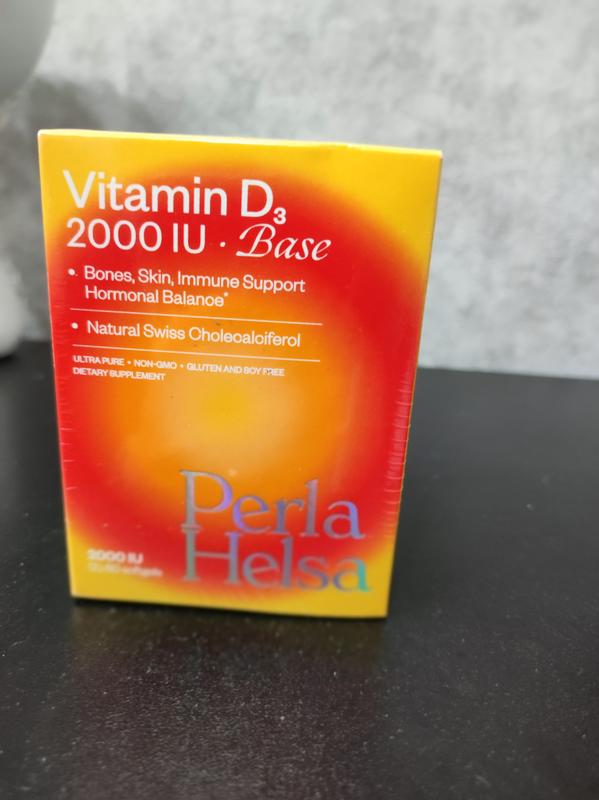 Vitamin D₃
2000 IU · Base
• Bones, Skin, Immune Support
Hormonal Balance*
• Natural Swiss Cholecalciferol
ULTRA PURE • NON-GMO • GLUTEN AND SOY FREE
DIETARY SUPPLEMENT
Perla
Helsa
2000 IU
softgels